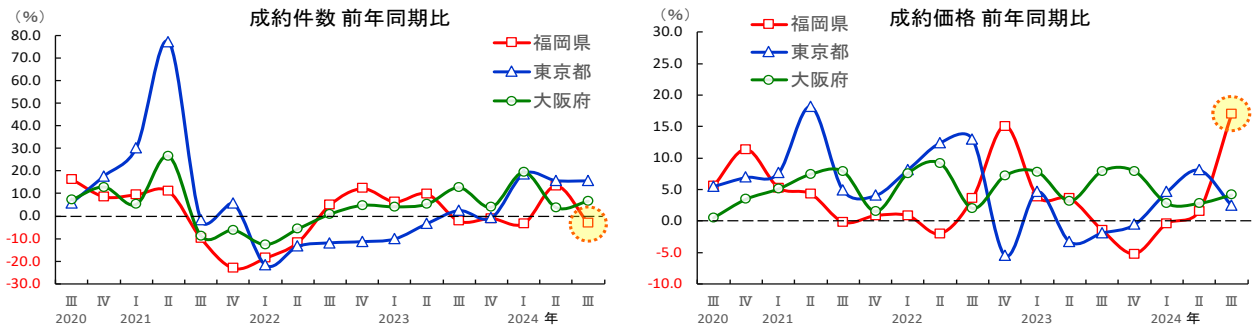 (%)
成約件数 前年同期比
80.0
70.0
60.0
50.0
40.0
30.0
20.0
10.0
0.0
-10.0
-20.0
-30.0
福岡県
東京都
大阪府
Ⅲ Ⅳ Ⅰ Ⅱ Ⅲ Ⅳ Ⅰ Ⅱ Ⅲ Ⅳ Ⅰ Ⅱ Ⅲ Ⅳ Ⅰ Ⅱ Ⅲ
2020 2021 2022 2023 2024 年
(%)
成約価格 前年同期比
30.0
25.0
20.0
15.0
10.0
5.0
0.0
-5.0
-10.0
福岡県
東京都
大阪府
Ⅲ Ⅳ Ⅰ Ⅱ Ⅲ Ⅳ Ⅰ Ⅱ Ⅲ Ⅳ Ⅰ Ⅱ Ⅲ Ⅳ Ⅰ Ⅱ Ⅲ
2020 2021 2022 2023 2024 年